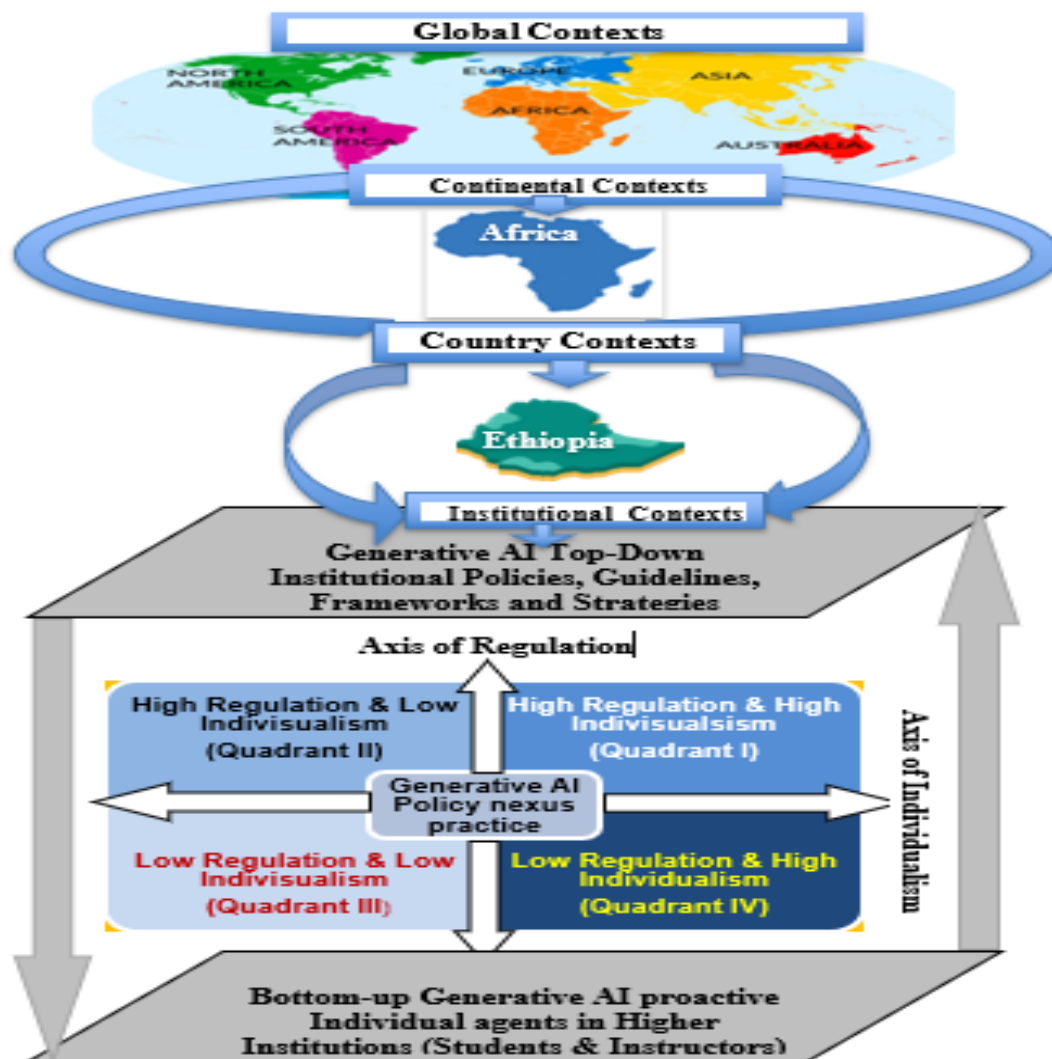 Global Contexts
NORTH
AMERICA
EUROPE
ASIA
AFRICA
SOUTH
AMERICA
AUSTRALIA
Continental Contexts
Africa
Country Contexts
Ethiopia
Institutional Contexts
Generative AI Top-Down
Institutional Policies, Guidelines,
Frameworks and Strategies
Axis of Regulation
High Regulation & Low
Indivisualism
(Quadrant II)
High Regulation & High
Indivisualsism
(Quadrant I)
Generative AI
Policy nexus
practice
Low Regulation & Low
Indivisualism
(Quadrant III)
Low Regulation & High
Individualism
(Quadrant IV)
Axis of Individualism
Bottom-up Generative AI proactive
Individual agents in Higher
Institutions (Students & Instructors)